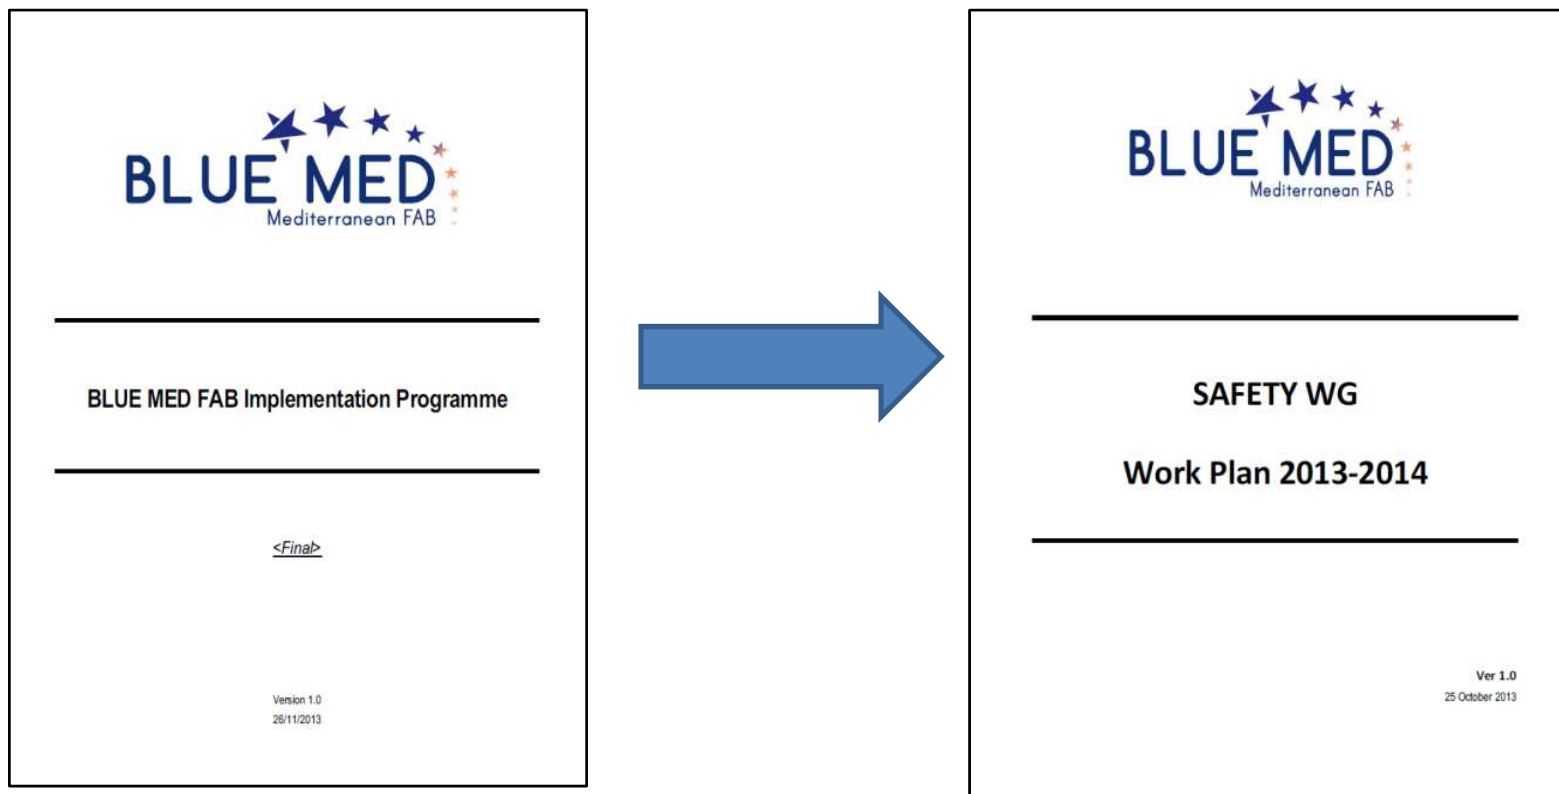 BLUE MED
Mediterranean FAB
BLUE MED FAB Implementation Programme
<Final>
Version 1.0
26/11/2013
BLUE MED
Mediterranean FAB
SAFETY WG
Work Plan 2013-2014
Ver 1.0
25 October 2013